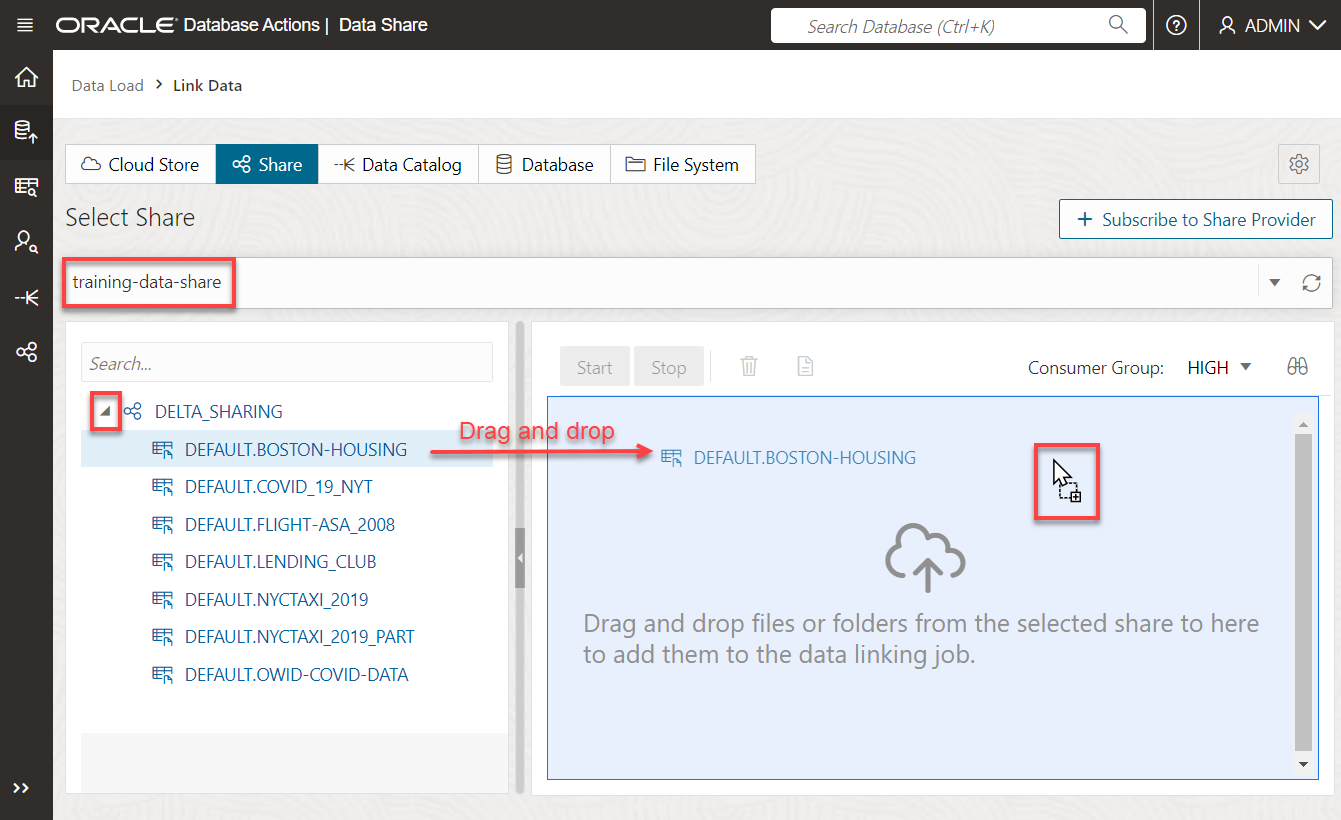 ORACLE Database Actions | Data Share
Search Database (Ctrl+K)
ADMIN
Data Load > Link Data
Cloud Store
Share
Data Catalog
Database
File System
Select Share
+ Subscribe to Share Provider
training-data-share
Search...
Start
Stop
Consumer Group: HIGH
DELTA_SHARING
DEFAULT.BOSTON-HOUSING
DEFAULT.COVID_19_NYT
DEFAULT.FLIGHT-ASA_2008
DEFAULT.LENDING_CLUB
DEFAULT.NYCTAXI_2019
DEFAULT.NYCTAXI_2019_PART
DEFAULT.OWID-COVID-DATA
Drag and drop
DEFAULT.BOSTON-HOUSING
Drag and drop files or folders from the selected share to here
to add them to the data linking job.